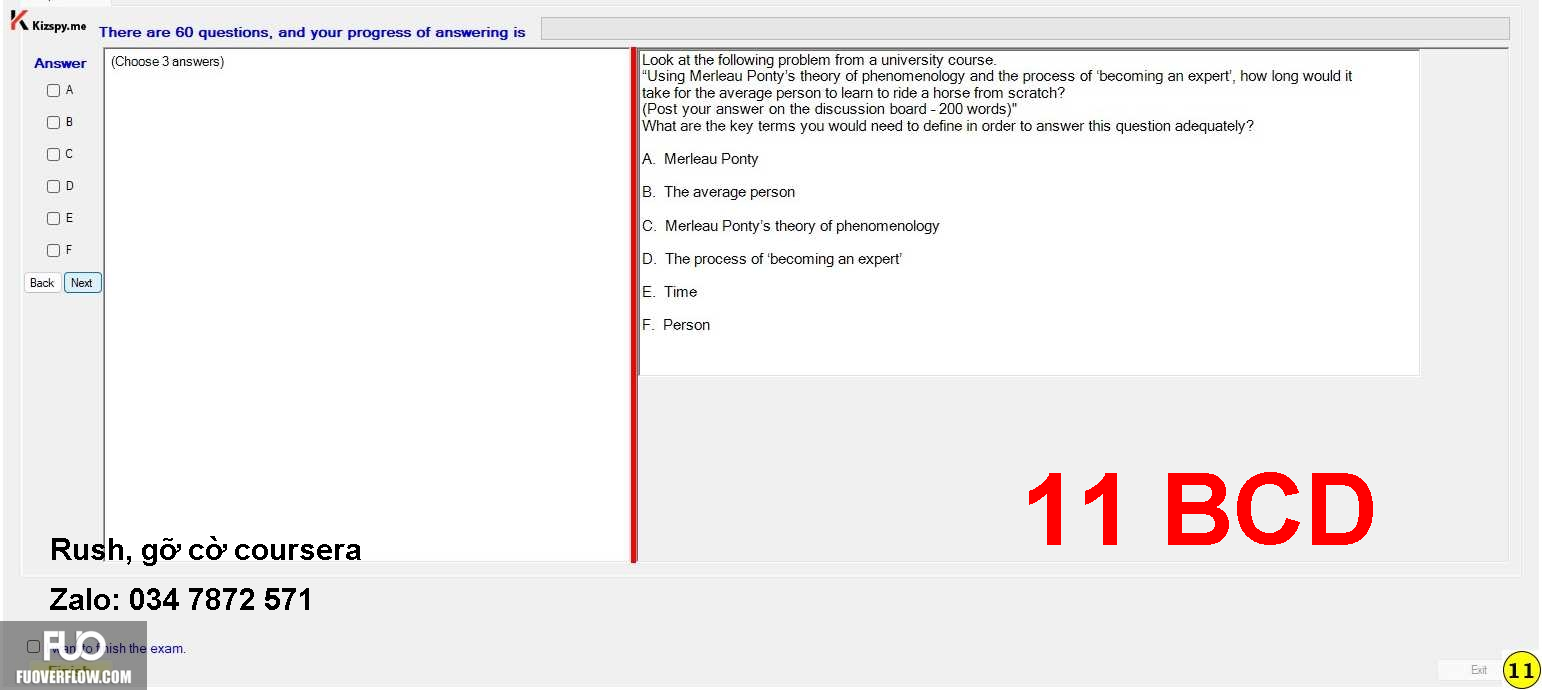 Kizspy.me
There are 60 questions, and your progress of answering is
Answer
(Choose 3 answers)
A
B
C
D
E
F
Back Next
Look at the following problem from a university course.
“Using Merleau Ponty’s theory of phenomenology and the process of ‘becoming an expert’, how long would it
take for the average person to learn to ride a horse from scratch?
(Post your answer on the discussion board - 200 words)"
What are the key terms you would need to define in order to answer this question adequately?
A. Merleau Ponty
B. The average person
C. Merleau Ponty’s theory of phenomenology
D. The process of ‘becoming an expert’
E. Time
F. Person
11 BCD
Rush, gỡ cờ coursera
Zalo: 034 7872 571
FUO
FUOVERFLOW.COM
the exam.
Finish
Exit
11